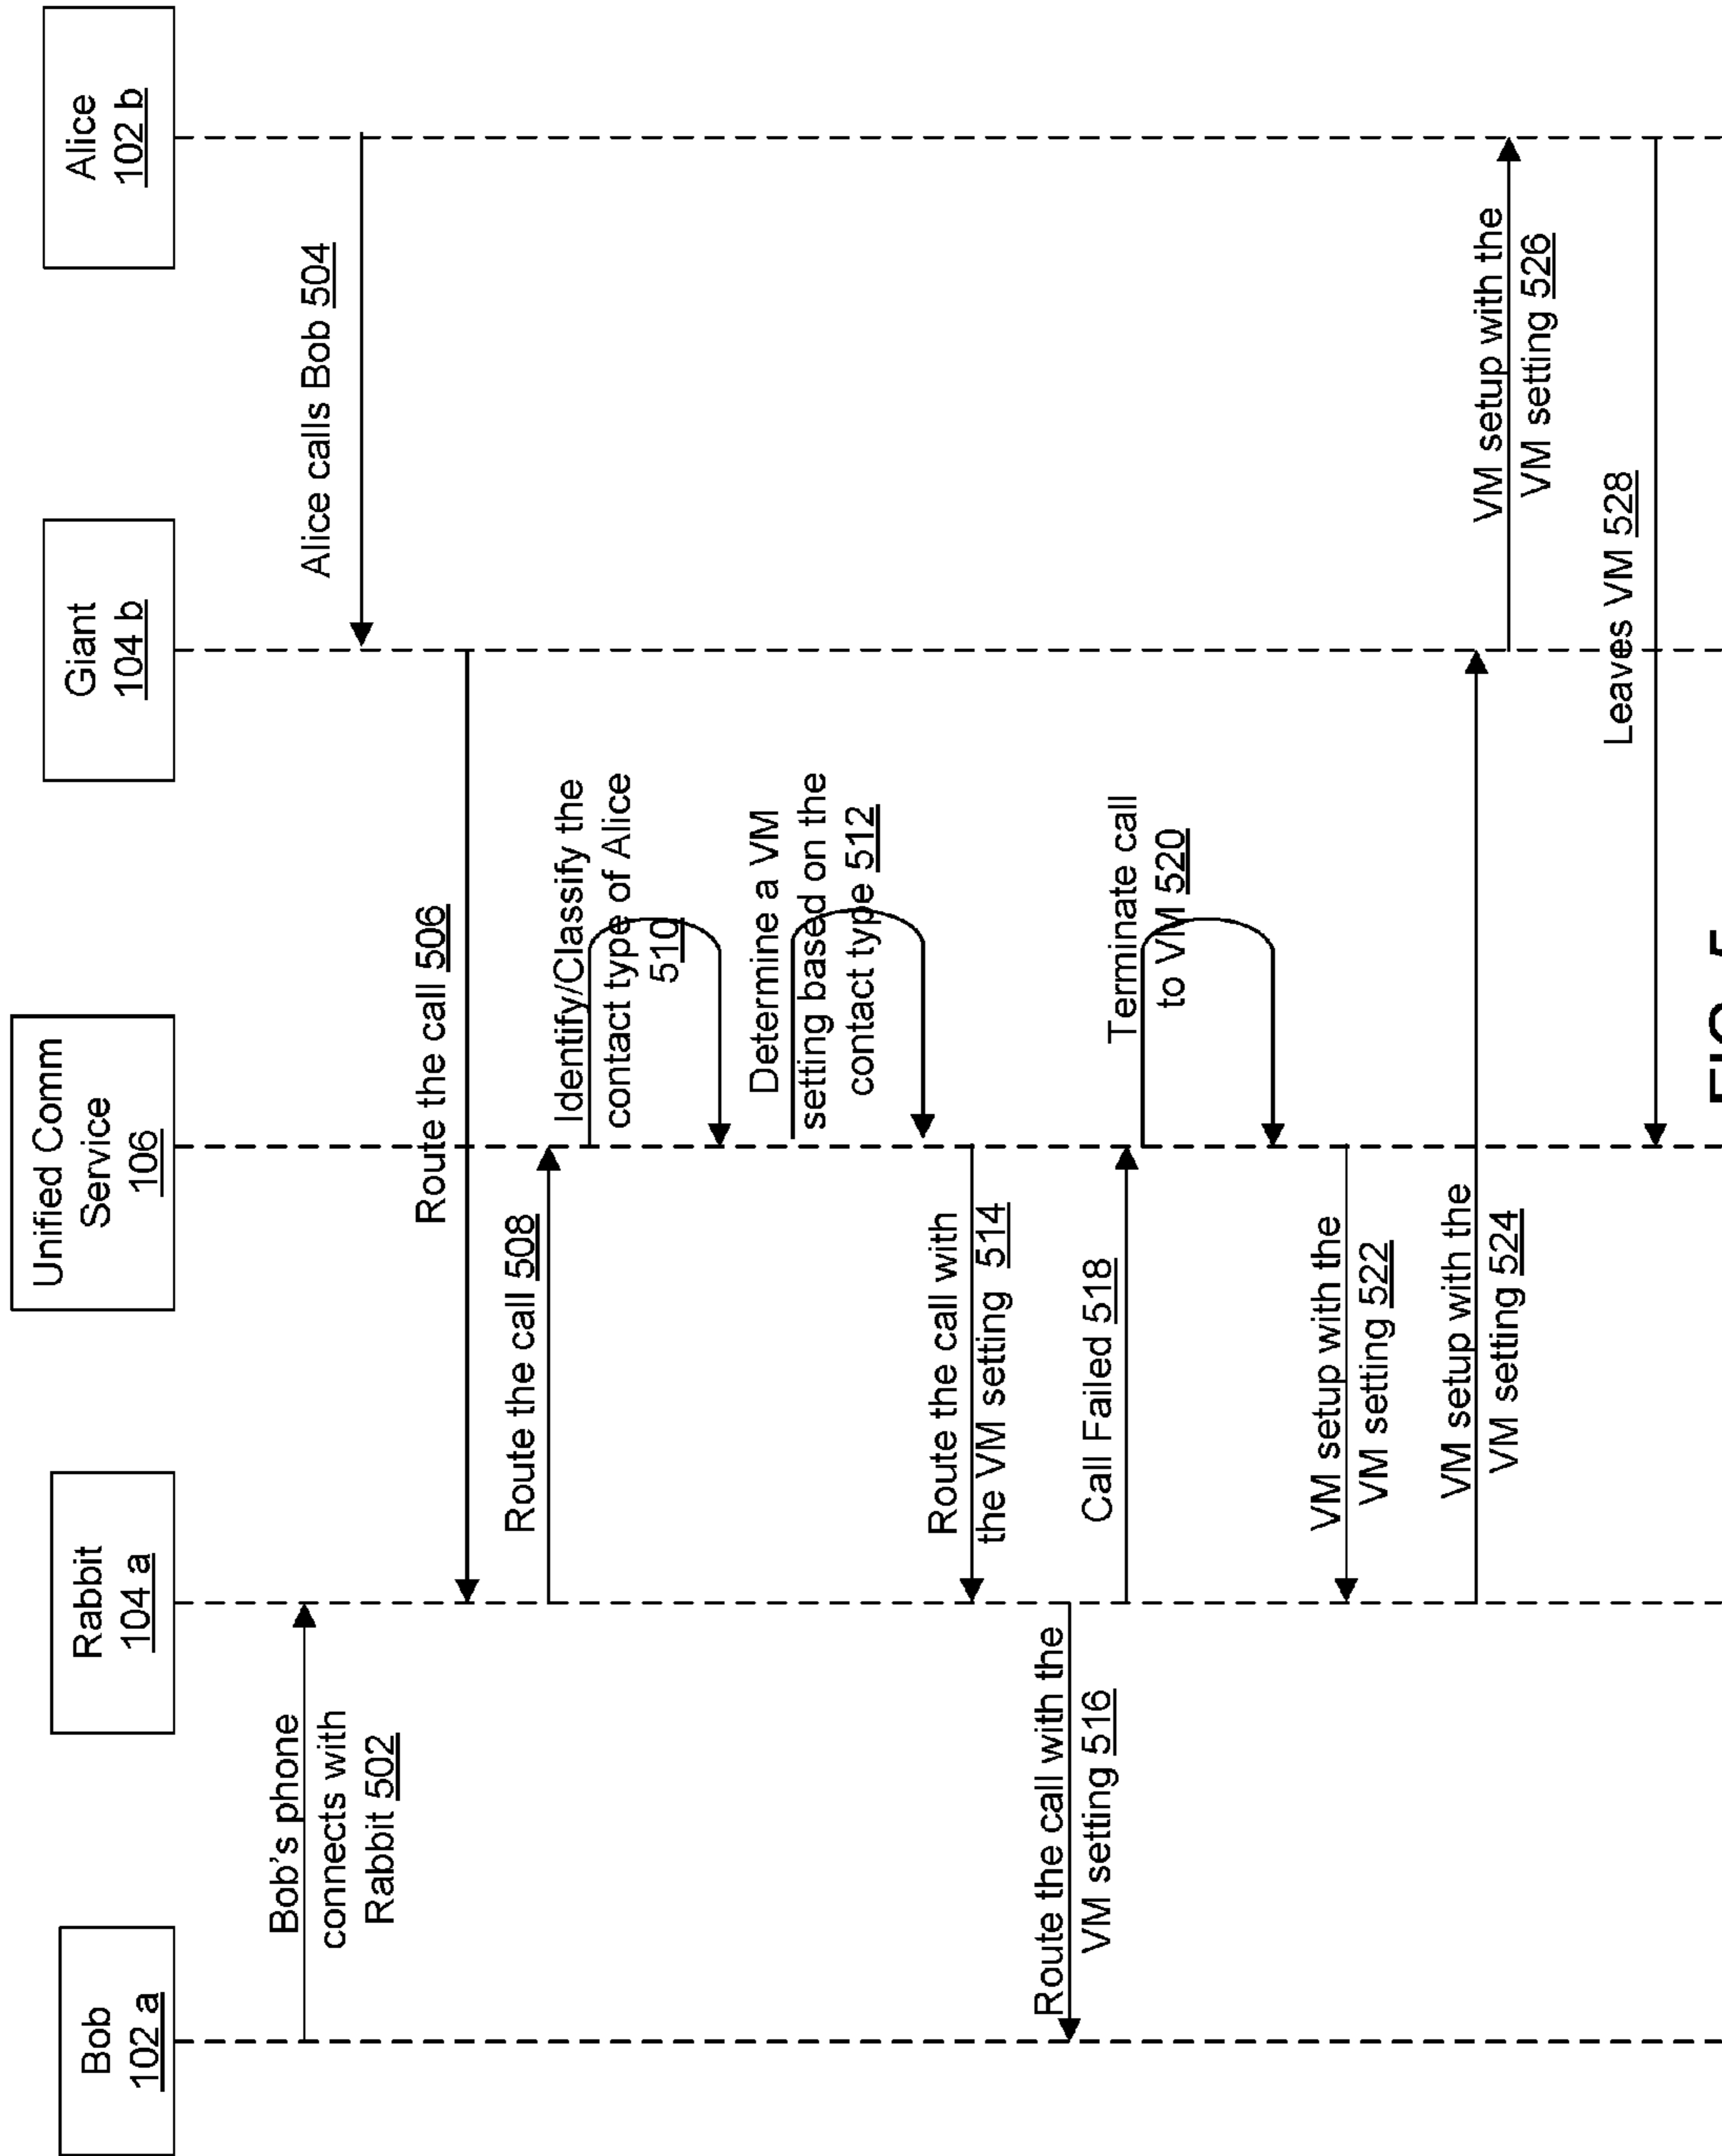 Bob
102 a
Rabbit
104 a
Unified Comm
Service
106
Giant
104 b
Alice
102 b
Bob's phone
connects with
Rabbit 502
Alice calls Bob 504
Route the call 506
Route the call 508
Identify/Classify the
contact type of Alice
510
Determine a VM
setting based on the
contact type 512
Route the call with
the VM setting 514
Route the call with the
VM setting 516
Call Failed 518
Terminate call
to VM 520
VM setup with the
VM setting 522
VM setup with the
VM setting 524
VM setup with the
VM setting 526
Leaves VM 528